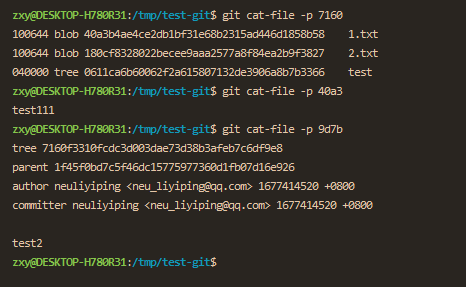 zxy@DESKTOP-H780R31:/tmp/test-git$ git cat-file -p 7160
100644 blob 40a3b4ae4ce2db1bf31e68b2315ad446d1858b58    1.txt
100644 blob 180cf8328022becee9aaa2577a8f84ea2b9f3827    2.txt
040000 tree 0611ca6b60062f2a615807132de3906a8b7b3366    test
zxy@DESKTOP-H780R31:/tmp/test-git$ git cat-file -p 40a3
test111
zxy@DESKTOP-H780R31:/tmp/test-git$ git cat-file -p 9d7b
tree 7160f3310fcdc3d003dae73d38b3afeb7c6df9e8
parent 1f45f0bd7c5f46dc15775977360d1fb07d16e926
author neuliyiping <neu_liyiping@qq.com> 1677414520 +0800
committer neuliyiping <neu_liyiping@qq.com> 1677414520 +0800
test2
zxy@DESKTOP-H780R31:/tmp/test-git$